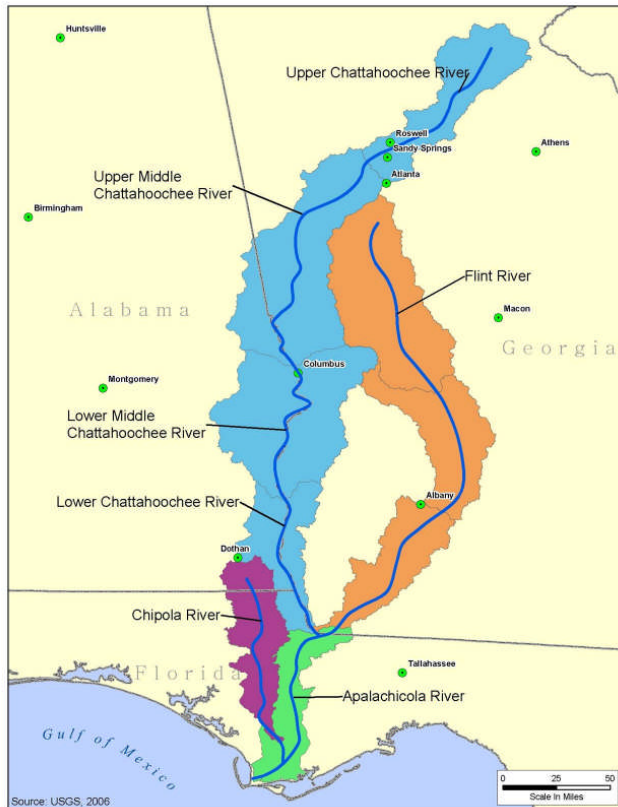 Huntsville
Upper Chattahoochee River
Roswell
Sandy Springs
Athens
Atlanta
Upper Middle
Chattahoochee River
Birmingham
Flint River
Alabama
Macon
Georgia
Columbus
Montgomery
Lower Middle
Chattahoochee River
Lower Chattahoochee River
Albany
Dothan
Chipola River
Florida
Tallahassee
Apalachicola River
Gulf of
Mexico
0 25 50
Scale In Miles
Source: USGS, 2006